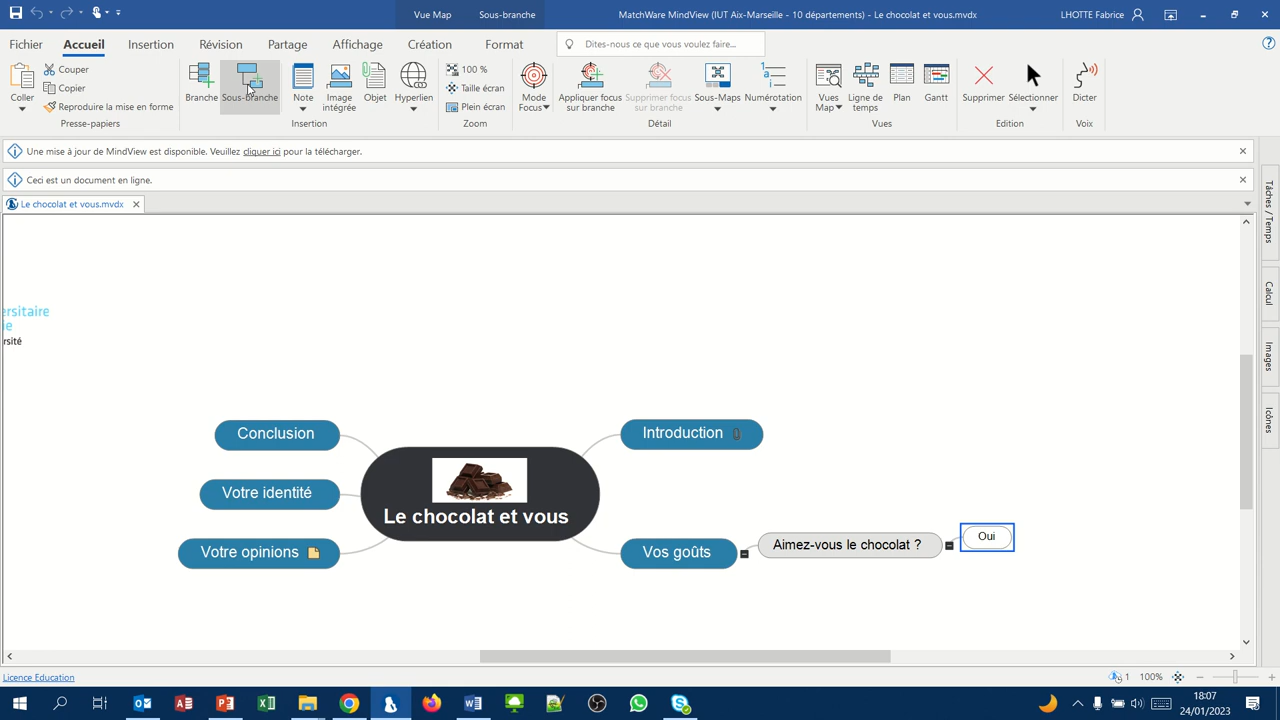 Vue Map Sous-branche MatchWare MindView (IUT Aix-Marseille - 10 départements) - Le chocolat et vous.mvdx LHOTTE Fabrice
Fichier Accueil Insertion Révision Partage Affichage Création Format Dites-nous ce que vous voulez faire...
Coller
Couper
Copier
Reproduire la mise en forme
Presse-papiers
Branche Sous-branche Note Image intégrée Objet Hyperlien
Insertion
100 %
Taille écran
Plein écran
Zoom
Mode Focus Appliquer focus sur branche Supprimer focus sur branche Sous-Maps Numérotation
Détail
Vues Map Ligne de temps Plan Gantt
Vues
Supprimer Sélectionner
Edition
Dicter
Voix
Une mise à jour de MindView est disponible. Veuillez cliquer ici pour la télécharger.
Ceci est un document en ligne.
Le chocolat et vous.mvdx
ersitaire
ie
rsité
Conclusion
Introduction
Votre identité
Le chocolat et vous
Votre opinions
Vos goûts
Aimez-vous le chocolat ?
Oui
Tâches / Temps
Calcul
Images
Icônes
Licence Education
1 100%
18:07
24/01/2023